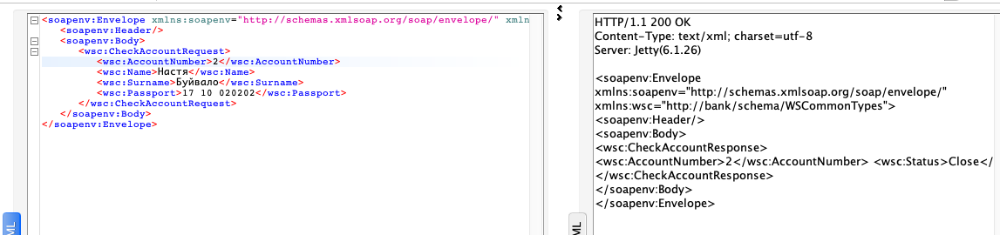 <soapenv:Envelope xmlns:soapenv="http://schemas.xmlsoap.org/soap/envelope/" xmln
<soapenv:Header/>
<soapenv:Body>
<wsc:CheckAccountRequest>
<wsc:AccountNumber>2</wsc:AccountNumber>
<wsc:Name>Настя</wsc:Name>
<wsc:Surname>Буйвало</wsc:Surname>
<wsc:Passport>17 10 020202</wsc:Passport>
</wsc:CheckAccountRequest>
</soapenv:Body>
</soapenv:Envelope>
ML
HTTP/1.1 200 OK
Content-Type: text/xml; charset=utf-8
Server: Jetty(6.1.26)
<soapenv:Envelope
xmlns:soapenv="http://schemas.xmlsoap.org/soap/envelope/"
xmlns:wsc="http://bank/schema/WSCommonTypes">
<soapenv:Header/>
<soapenv:Body>
<wsc:CheckAccountResponse>
<wsc:AccountNumber>2</wsc:AccountNumber> <wsc:Status>Close</
</wsc:CheckAccountResponse>
</soapenv:Body>
</soapenv:Envelope>
ML